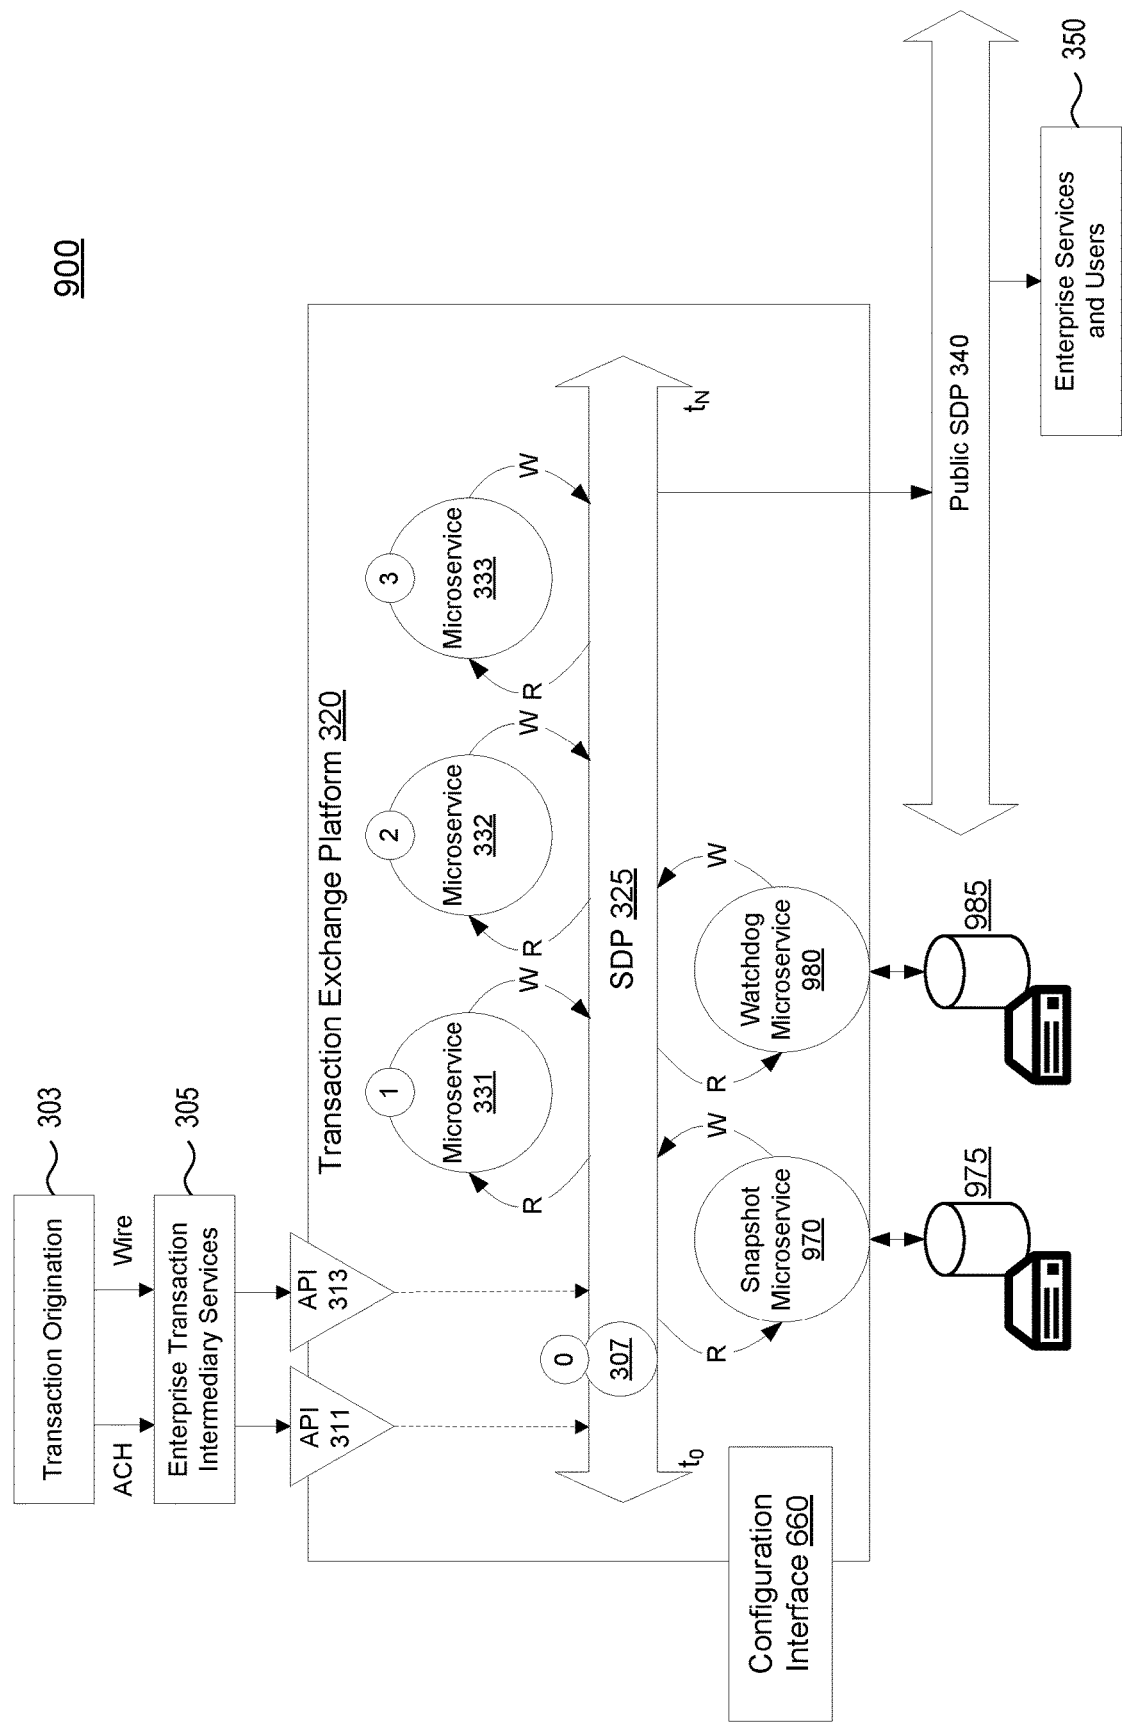 900
Transaction Origination
303
ACH
Wire
Enterprise Transaction
Intermediary Services
305
API
311
API
313
Transaction Exchange Platform 320
1
Microservice
331
R
W
2
Microservice
332
R
W
3
Microservice
333
R
W
0
307
SDP 325
t0
tN
R
W
Snapshot
Microservice
970
R
W
Watchdog
Microservice
980
Configuration
Interface 660
975
985
Public SDP 340
Enterprise Services
and Users
350